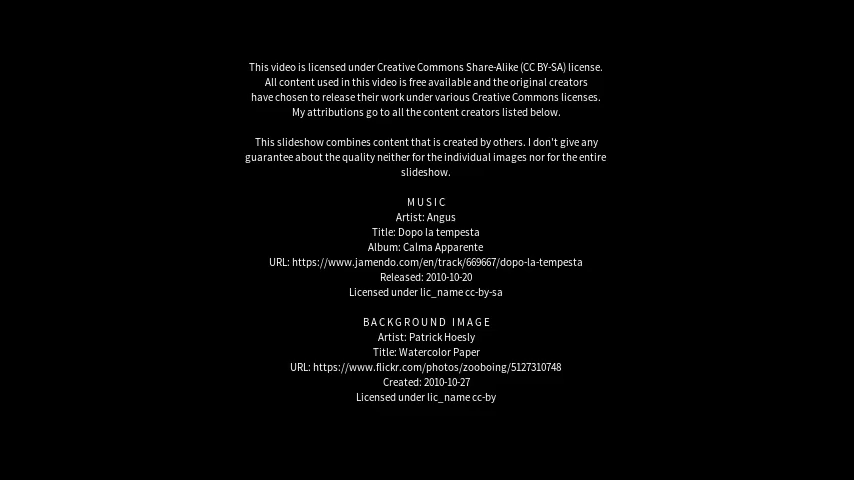 This video is licensed under Creative Commons Share-Alike (CC BY-SA) license.
All content used in this video is free available and the original creators
have chosen to release their work under various Creative Commons licenses.
My attributions go to all the content creators listed below.
This slideshow combines content that is created by others. I don't give any
guarantee about the quality neither for the individual images nor for the entire
slideshow.
MUSIC
Artist: Angus
Title: Dopo la tempesta
Album: Calma Apparente
URL: https://www.jamendo.com/en/track/669667/dopo-la-tempesta
Released: 2010-10-20
Licensed under lic_name cc-by-sa
BACKGROUND IMAGE
Artist: Patrick Hoesly
Title: Watercolor Paper
URL: https://www.flickr.com/photos/zooboing/5127310748
Created: 2010-10-27
Licensed under lic_name cc-by